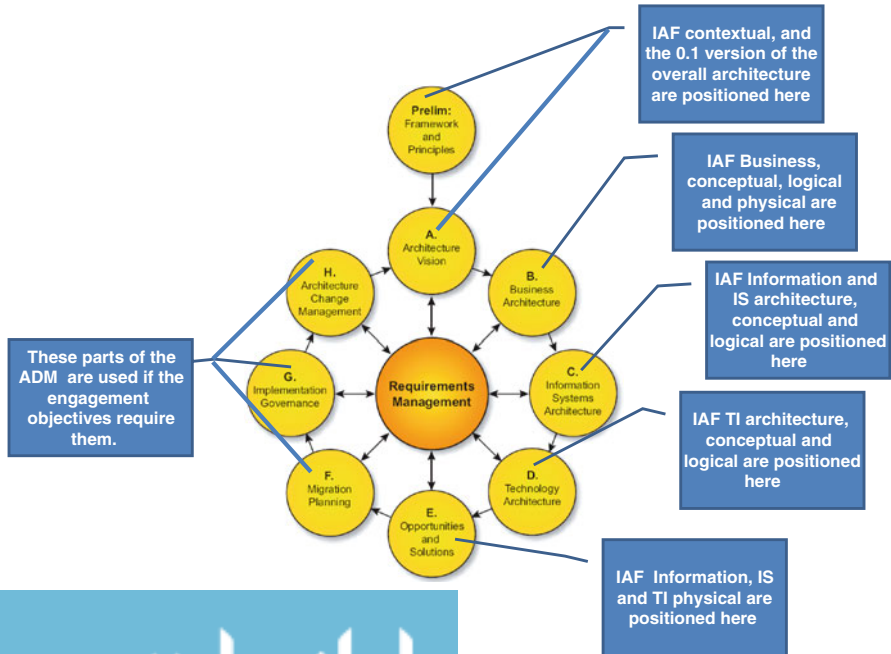 IAF contextual, and
the 0.1 version of the
overall architecture
are positioned here
Prelim:
Framework
and
Principles
IAF Business,
conceptual, logical
and physical are
positioned here
A.
Architecture
Vision
H.
Architecture
Change
Management
B.
Business
Architecture
IAF Information and
IS architecture,
conceptual and
logical are positioned
here
These parts of the
ADM are used if the
engagement
objectives require
them.
G.
Implementation
Governance
Requirements
Management
C.
Information
Systems
Architecture
IAF TI architecture,
conceptual and
logical are positioned
here
F.
Migration
Planning
D.
Technology
Architecture
E.
Opportunities
and
Solutions
IAF Information, IS
and TI physical are
positioned here